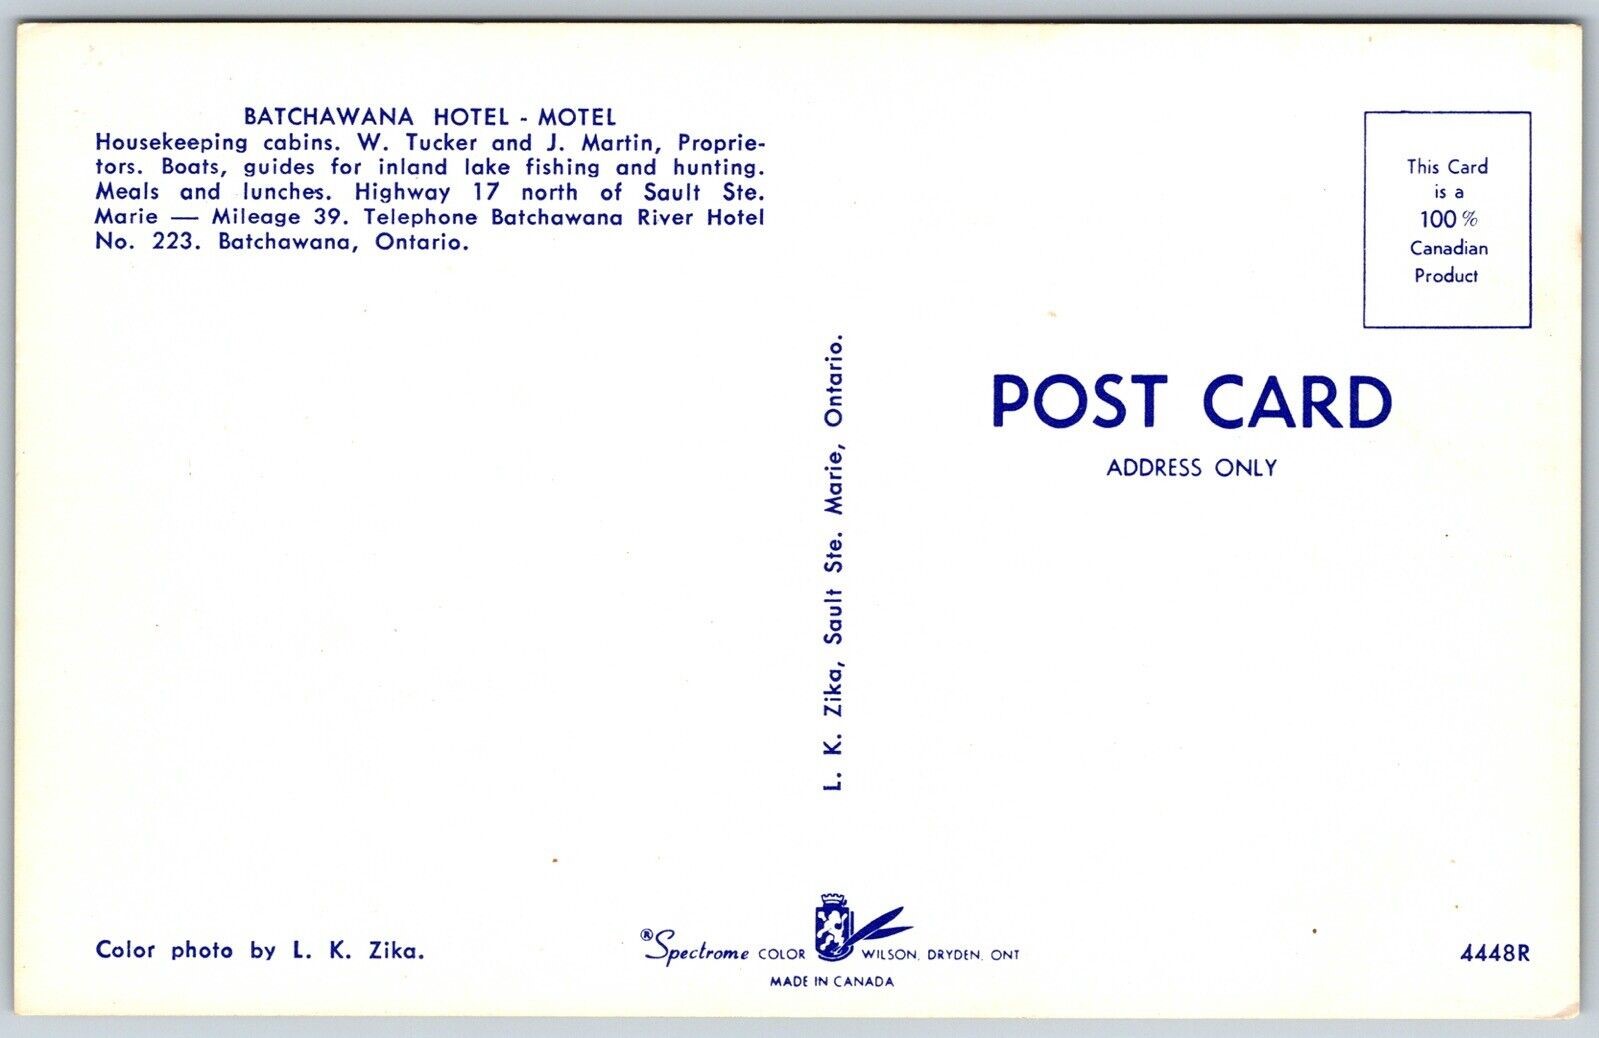 BATCHAWANA HOTEL - MOTEL
Housekeeping cabins. W. Tucker and J. Martin, Proprie-
tors. Boats, guides for inland lake fishing and hunting.
Meals and lunches. Highway 17 north of Sault Ste.
Marie — Mileage 39. Telephone Batchawana River Hotel
No. 223. Batchawana, Ontario.
This Card
is a
100%
Canadian
Product
POST CARD
ADDRESS ONLY
L. K. Zika, Sault Ste. Marie, Ontario.
Color photo by L. K. Zika.
® Spectrome COLOR WILSON, DRYDEN, ONT
MADE IN CANADA
4448R